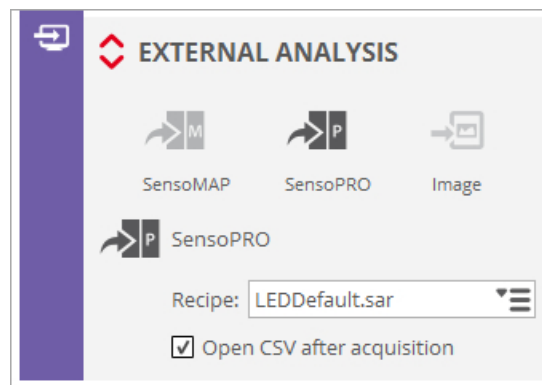 EXTERNAL ANALYSIS
M P
SensoMAP SensoPRO Image
P SensoPRO
Recipe: LEDDefault.sar
Open CSV after acquisition